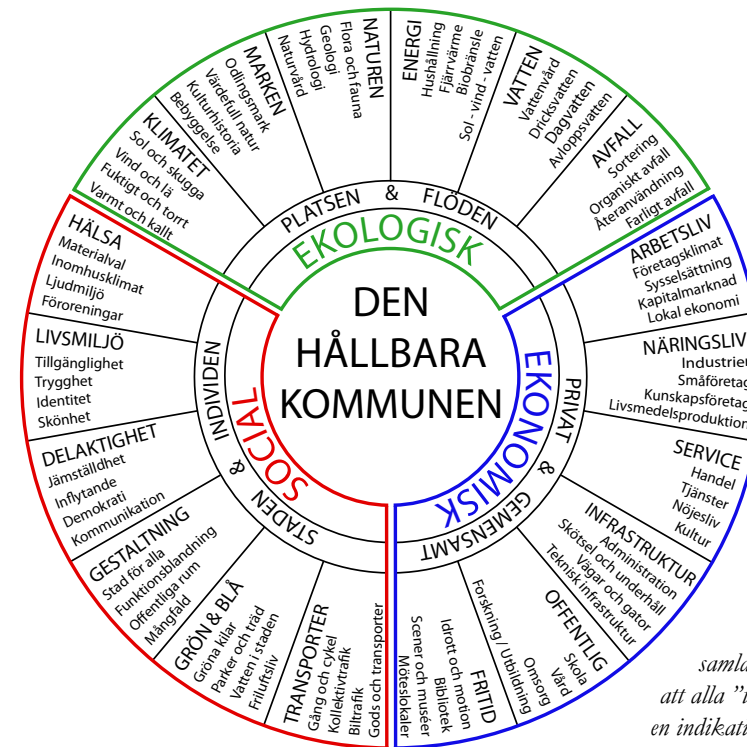 DEN
HÅLLBARA
KOMMUNEN
EKOLOGISK
PLATSEN & FLÖDEN
KLIMATET
Sol och skugga
Vind och lä
Fuktigt och torrt
Varmt och kallt
MARKEN
Odlingsmark
Värdefull natur
Kulturhistoria
Bebyggelse
NATUREN
Flora och fauna
Geologi
Hydrologi
Naturvård
ENERGI
Hushållning
Fjärrvärme
Biobränsle
Sol - vind - vatten
VATTEN
Vattenvård
Dricksvatten
Dagvatten
Avloppsvatten
AVFALL
Sortering
Organiskt avfall
Återanvändning
Farligt avfall
EKONOMISK
PRIVAT & GEMENSAMT
ARBETSLIV
Företagsklimat
Sysselsättning
Kapitalmarknad
Lokal ekonomi
NÄRINGSLIV
Industrier
Småföretag
Kunskapsföretag
Livsmedelsproduktion
SERVICE
Handel
Tjänster
Nöjesliv
Kultur
INFRASTRUKTUR
Administration
Skötsel och underhåll
Vägar och gator
Teknisk infrastruktur
OFFENTLIG
Skola
Vård
Omsorg
Forskning / Utbildning
FRITID
Idrott och motion
Bibliotek
Scener och muséer
Möteslokaler
SOCIAL
STADEN & INDIVIDEN
TRANSPORTER
Gång och cykel
Kollektivtrafik
Biltrafik
Gods och transporter
GRÖN & BLÅ
Gröna kilar
Parker och träd
Vatten i staden
Friluftsliv
GESTALTNING
Stad för alla
Funktionsblandning
Offentliga rum
Mångfald
DELAKTIGHET
Jämställdhet
Inflytande
Demokrati
Kommunikation
LIVSMILJÖ
Tillgänglighet
Trygghet
Identitet
Skönhet
HÄLSA
Materialval
Inomhusklimat
Ljudmiljö
Föroreningar
samla
att alla "t
en indikat